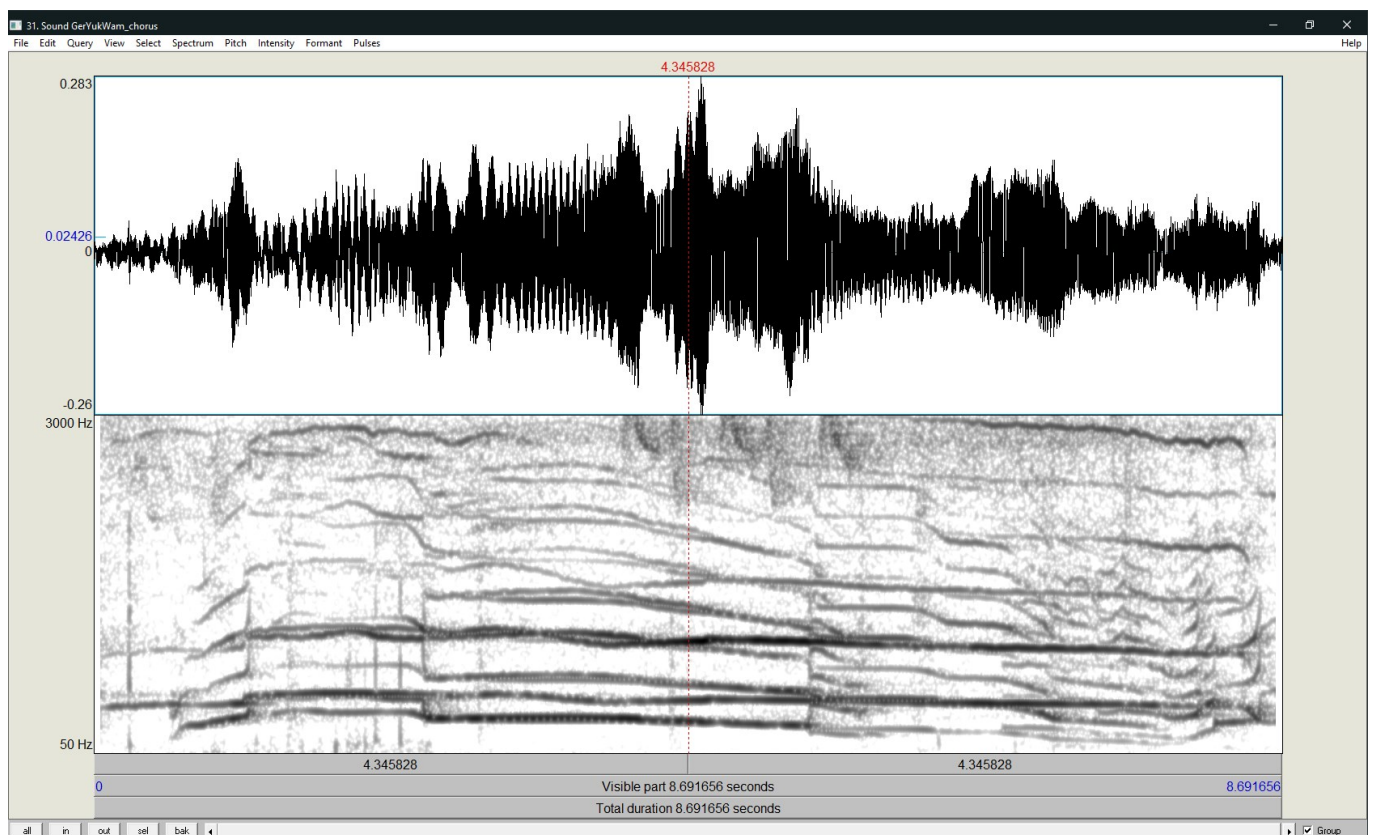 31. Sound GerYukWam_chorus
File Edit Query View Select Spectrum Pitch Intensity Formant Pulses Help
4.345828
0.283
0.02426
0
-0.26
3000 Hz
50 Hz
4.345828 4.345828
0 Visible part 8.691656 seconds 8.691656
Total duration 8.691656 seconds
all in out sel bak Group